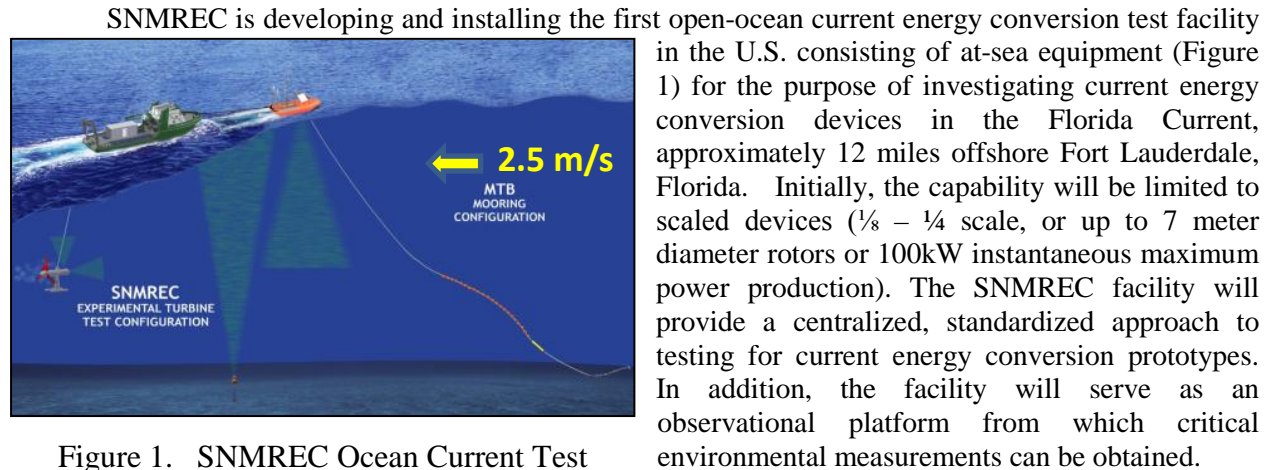 SNMREC is developing and installing the first open-ocean current energy conversion test facility
in the U.S. consisting of at-sea equipment (Figure
1) for the purpose of investigating current energy
conversion devices in the Florida Current,
approximately 12 miles offshore Fort Lauderdale,
Florida. Initially, the capability will be limited to
scaled devices (⅛ – ¼ scale, or up to 7 meter
diameter rotors or 100kW instantaneous maximum
power production). The SNMREC facility will
provide a centralized, standardized approach to
testing for current energy conversion prototypes.
In addition, the facility will serve as an
observational platform from which critical
environmental measurements can be obtained.
2.5 m/s
MTB
MOORING
CONFIGURATION
SNMREC
EXPERIMENTAL TURBINE
TEST CONFIGURATION
Figure 1. SNMREC Ocean Current Test